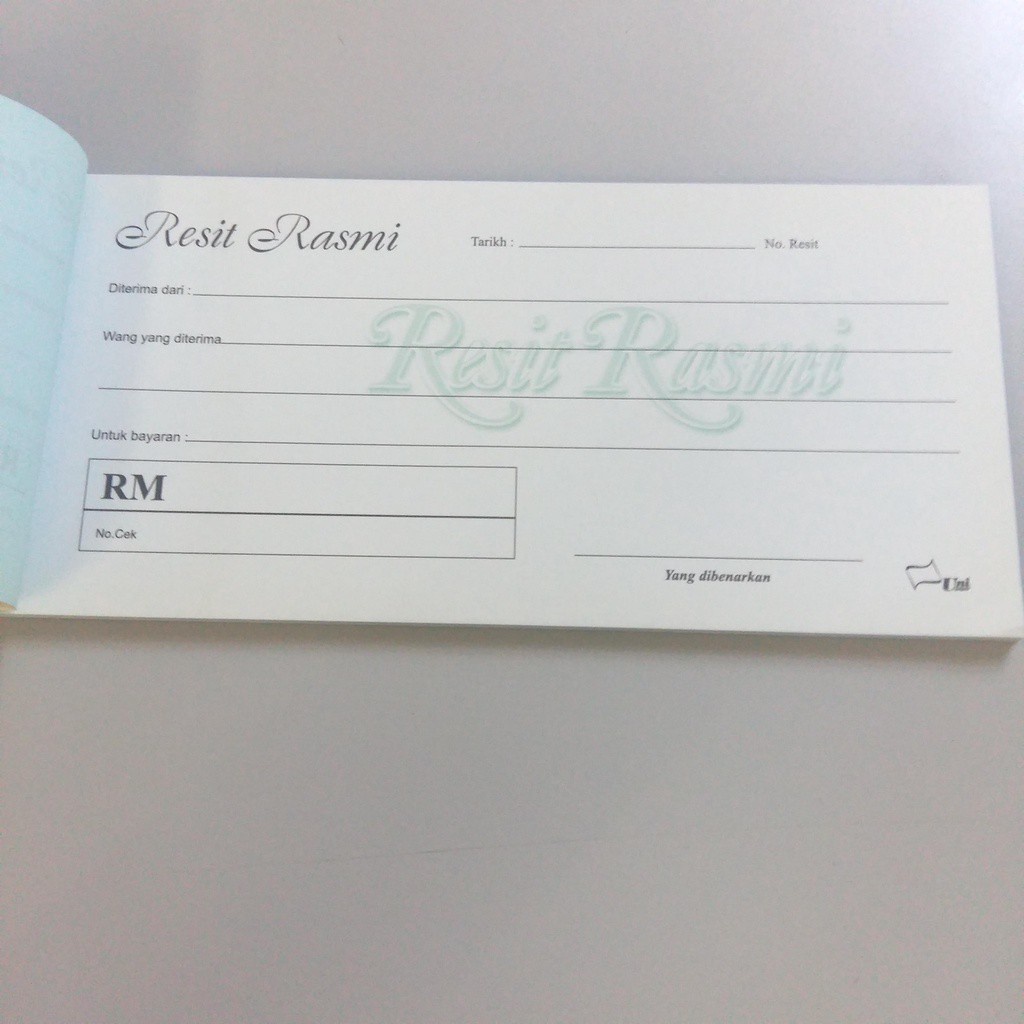 Resit Rasmi Tarikh : No. Resit
Diterima dari :
Wang yang diterima
Resit Rasmi
Untuk bayaran :
RM
No.Cek
Yang dibenarkan
Uni